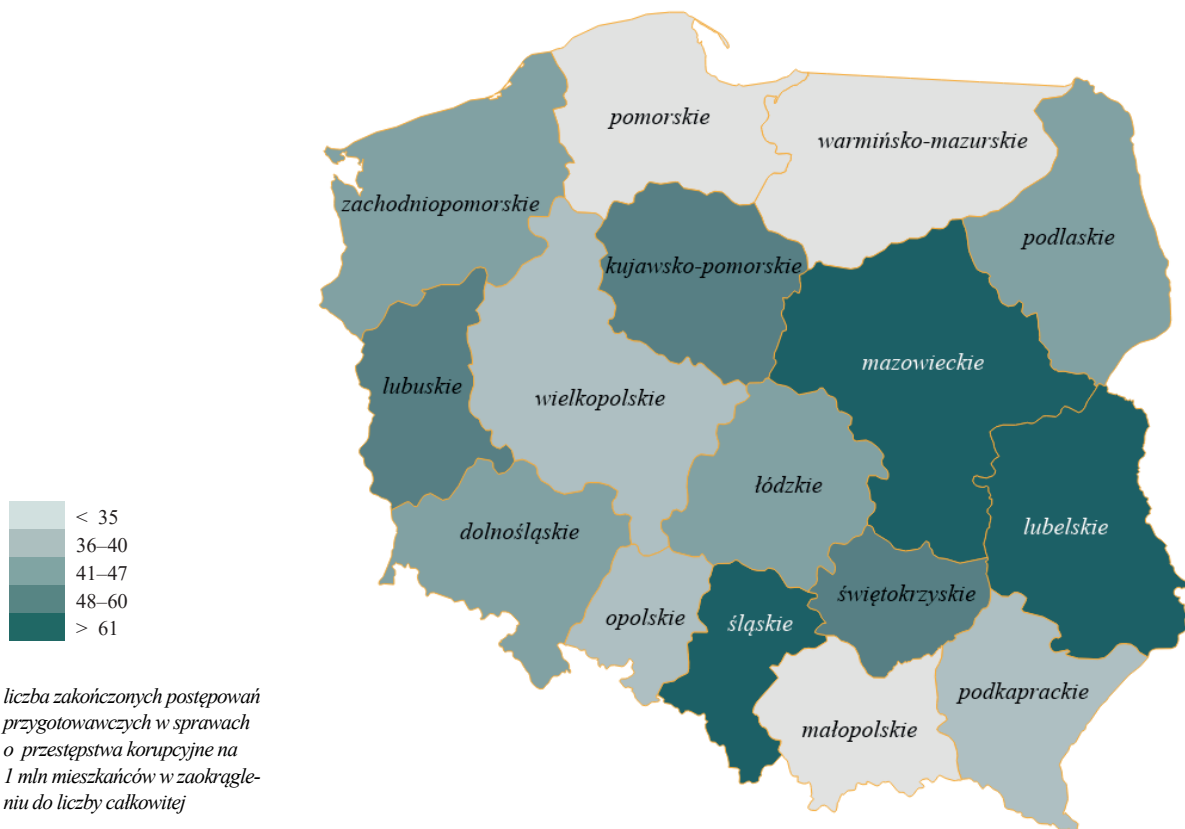 pomorskie
warmińsko-mazurskie
zachodniopomorskie
podlaskie
kujawsko-pomorskie
mazowieckie
lubuskie
wielkopolskie
łódzkie
lubelskie
dolnośląskie
świętokrzyskie
opolskie
śląskie
podkaprackie
małopolskie
< 35
36–40
41–47
48–60
> 61
liczba zakończonych postępowań
przygotowawczych w sprawach
o przestępstwa korupcyjne na
1 mln mieszkańców w zaokrągle-
niu do liczby całkowitej